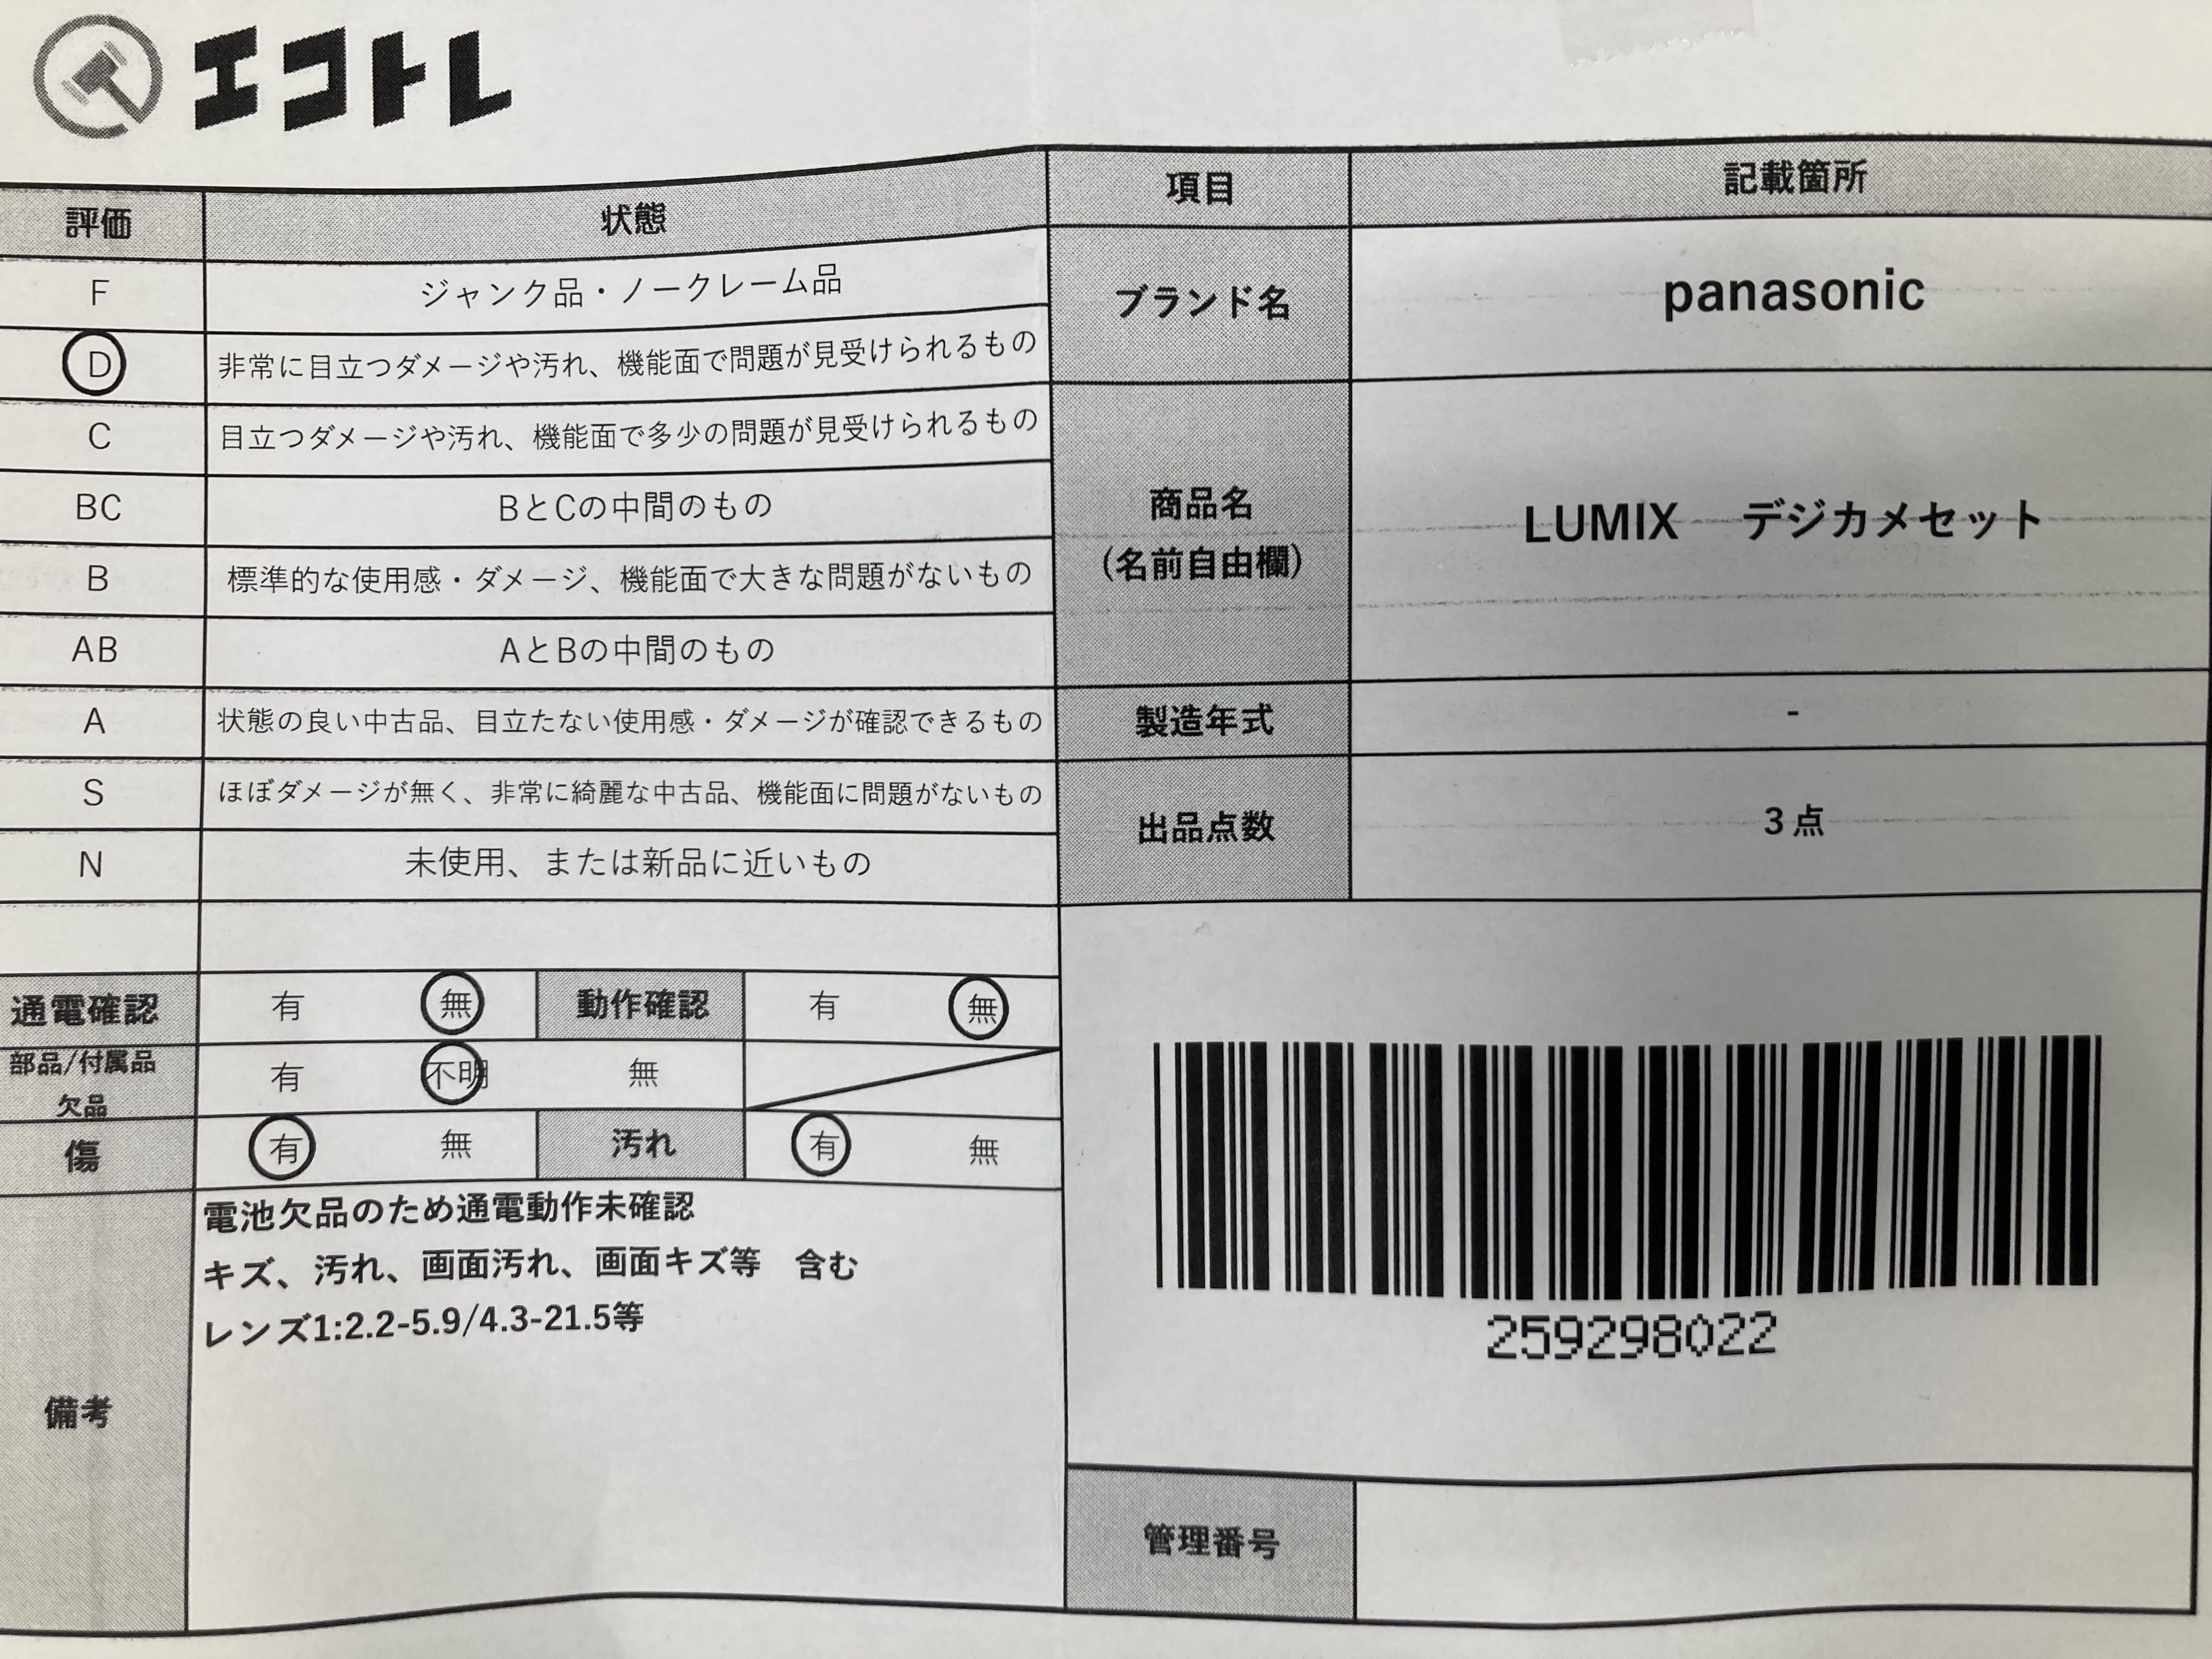 エコトレ
評価 状態
F ジャンク品・ノークレーム品
D 非常に目立つダメージや汚れ、機能面で問題が見受けられるもの
C 目立つダメージや汚れ、機能面で多少の問題が見受けられるもの
BC BとCの中間のもの
B 標準的な使用感・ダメージ、機能面で大きな問題がないもの
AB AとBの中間のもの
A 状態の良い中古品、目立たない使用感・ダメージが確認できるもの
S ほぼダメージが無く、非常に綺麗な中古品、機能面に問題がないもの
N 未使用、または新品に近いもの
通電確認 有 無 動作確認 有 無
部品/付属品
欠品 有 不明 無
傷 有 無 汚れ 有 無
備考
電池欠品のため通電動作未確認
キズ、汚れ、画面汚れ、画面キズ等 含む
レンズ1:2.2-5.9/4.3-21.5等
項目 記載箇所
ブランド名 panasonic
商品名
(名前自由欄) LUMIX デジカメセット
製造年式 -
出品点数 3点
259298022
管理番号